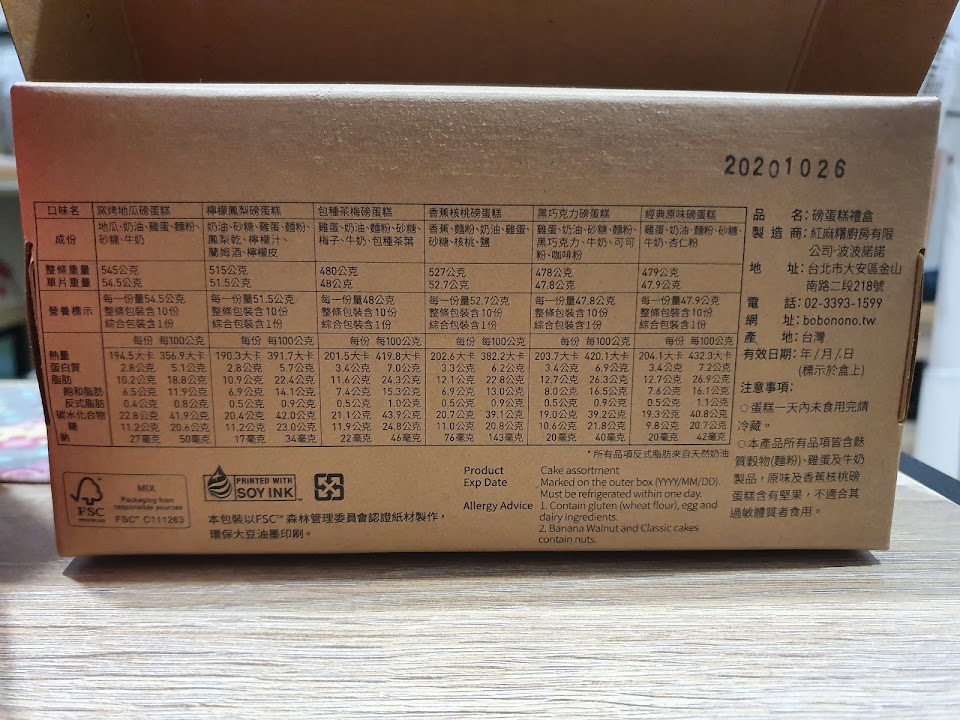 20201026
口味名 窯烤地瓜磅蛋糕 檸檬鳳梨磅蛋糕 包種茶梅磅蛋糕 香蕉核桃磅蛋糕 黑巧克力磅蛋糕 經典原味磅蛋糕
成份 地瓜、奶油、雞蛋、麵粉、砂糖、牛奶 奶油、砂糖、雞蛋、麵粉、鳳梨乾、檸檬汁、蘭姆酒、檸檬皮 雞蛋、奶油、麵粉、砂糖、梅子、牛奶、包種茶葉 香蕉、麵粉、奶油、雞蛋、砂糖、核桃、鹽 雞蛋、奶油、砂糖、麵粉、黑巧克力、牛奶、可可粉、咖啡粉 奶油、雞蛋、麵粉、砂糖、牛奶、杏仁粉
整條重量 545公克 515公克 480公克 527公克 478公克 479公克
單片重量 54.5公克 51.5公克 48公克 52.7公克 47.8公克 47.9公克
營養標示 每一份量54.5公克 每一份量51.5公克 每一份量48公克 每一份量52.7公克 每一份量47.8公克 每一份量47.9公克
整條包裝含10份 整條包裝含10份 整條包裝含10份 整條包裝含10份 整條包裝含10份 整條包裝含10份
綜合包裝含1份 綜合包裝含1份 綜合包裝含1份 綜合包裝含1份 綜合包裝含1份 綜合包裝含1份
每份 每100公克 每份 每100公克 每份 每100公克 每份 每100公克 每份 每100公克 每份 每100公克
熱量 194.5大卡 356.9大卡 190.3大卡 391.7大卡 201.5大卡 419.8大卡 202.6大卡 382.2大卡 203.7大卡 420.1大卡 204.1大卡 432.3大卡
蛋白質 2.8公克 5.1公克 2.8公克 5.7公克 3.4公克 7.0公克 3.3公克 6.2公克 3.4公克 6.9公克 3.4公克 7.2公克
脂肪 10.2公克 18.8公克 10.9公克 22.4公克 11.6公克 24.3公克 12.1公克 22.8公克 12.7公克 26.3公克 12.7公克 26.9公克
飽和脂肪 6.5公克 11.9公克 6.9公克 14.1公克 7.4公克 15.3公克 6.9公克 13.0公克 8.0公克 16.5公克 7.6公克 16.1公克
反式脂肪 0.4公克 0.8公克 0.5公克 0.9公克 0.5公克 1.0公克 0.5公克 0.9公克 0.5公克 0.9公克 0.5公克 1.1公克
碳水化合物 22.8公克 41.9公克 20.4公克 42.0公克 21.1公克 43.9公克 20.7公克 39.1公克 19.0公克 39.2公克 19.3公克 40.8公克
糖 11.2公克 20.6公克 11.2公克 23.0公克 11.9公克 24.8公克 11.0公克 20.8公克 10.6公克 21.8公克 9.8公克 20.7公克
鈉 27毫克 50毫克 17毫克 34毫克 22毫克 46毫克 76毫克 143毫克 20毫克 40毫克 20毫克 42毫克
*所有品項反式脂肪來自天然奶油
品 名：磅蛋糕禮盒
製造商：紅麻糬廚房有限
公司-波波諾諾
地 址：台北市大安區金山
南路二段218號
電 話：02-3393-1599
網 址：bobonono.tw
產 地：台灣
有效日期：年/月/日
(標示於盒上)
注意事項：
○蛋糕一天內未食用完請
冷藏。
○本產品所有品項皆含麩
質穀物(麵粉)、雞蛋及牛奶
製品，原味及香蕉核桃磅
蛋糕含有堅果，不適合其
過敏體質者食用。
FSC
www.fsc.org
MIX
Packaging from
responsible sources
FSC™ C111263
PRINTED WITH
SOY INK™
本包裝以FSC™ 森林管理委員會認證紙材製作，
環保大豆油墨印刷。
Product Cake assortment
Exp Date Marked on the outer box (YYYY/MM/DD).
Must be refrigerated within one day.
Allergy Advice 1. Contain gluten (wheat flour), egg and
dairy ingredients.
2. Banana Walnut and Classic cakes
contain nuts.